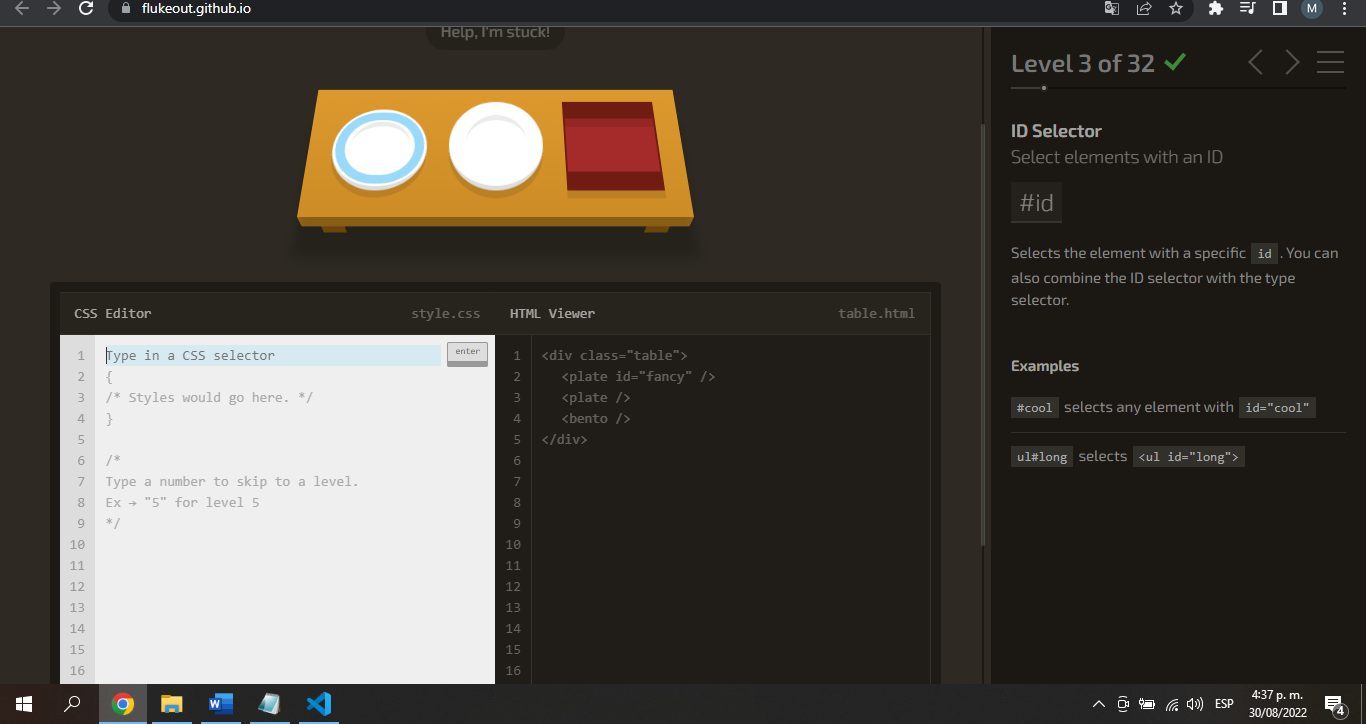 flukeout.github.io
M
Help, I'm stuck!
Level 3 of 32
ID Selector
Select elements with an ID
#id
Selects the element with a specific id . You can
also combine the ID selector with the type
selector.
Examples
#cool selects any element with id="cool"
ul#long selects <ul id="long">
CSS Editor style.css
HTML Viewer table.html
1 Type in a CSS selector enter
2 {
3 /* Styles would go here. */
4 }
5
6 /*
7 Type a number to skip to a level.
8 Ex → "5" for level 5
9 */
10
11
12
13
14
15
16
1 <div class="table">
2 <plate id="fancy" />
3 <plate />
4 <bento />
5 </div>
6
7
8
9
10
11
12
13
14
15
16
W
ESP
4:37 p. m.
30/08/2022
4